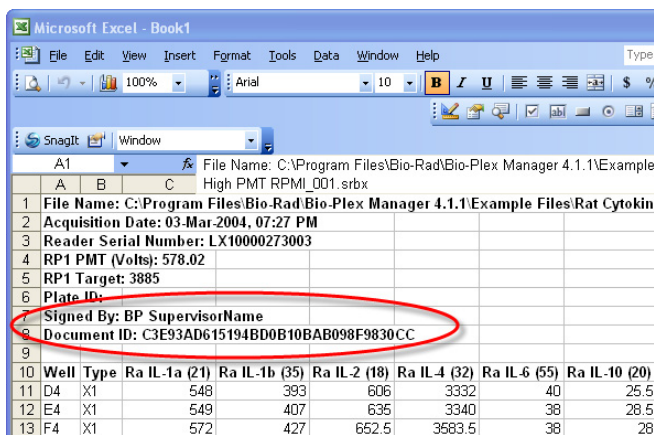 Microsoft Excel - Book1
File Edit View Insert Format Tools Data Window Help Type
100% Arial 10 B I U $ %
SnagIt Window
A1 fx File Name: C:\Program Files\Bio-Rad\Bio-Plex Manager 4.1.1\Example
High PMT RPMI_001.srbx
A B C
1 File Name: C:\Program Files\Bio-Rad\Bio-Plex Manager 4.1.1\Example Files\Rat Cytokin
2 Acquisition Date: 03-Mar-2004, 07:27 PM
3 Reader Serial Number: LX10000273003
4 RP1 PMT (Volts): 578.02
5 RP1 Target: 3885
6 Plate ID:
7 Signed By: BP SupervisorName
8 Document ID: C3E93AD615194BD0B10BAB098F9830CC
9
10 Well Type Ra IL-1a (21) Ra IL-1b (35) Ra IL-2 (18) Ra IL-4 (32) Ra IL-6 (55) Ra IL-10 (20)
11 D4 X1 548 393 606 3332 40 25.5
12 E4 X1 549 407 635 3340 38 28.5
13 F4 X1 572 427 652.5 3583.5 38 28